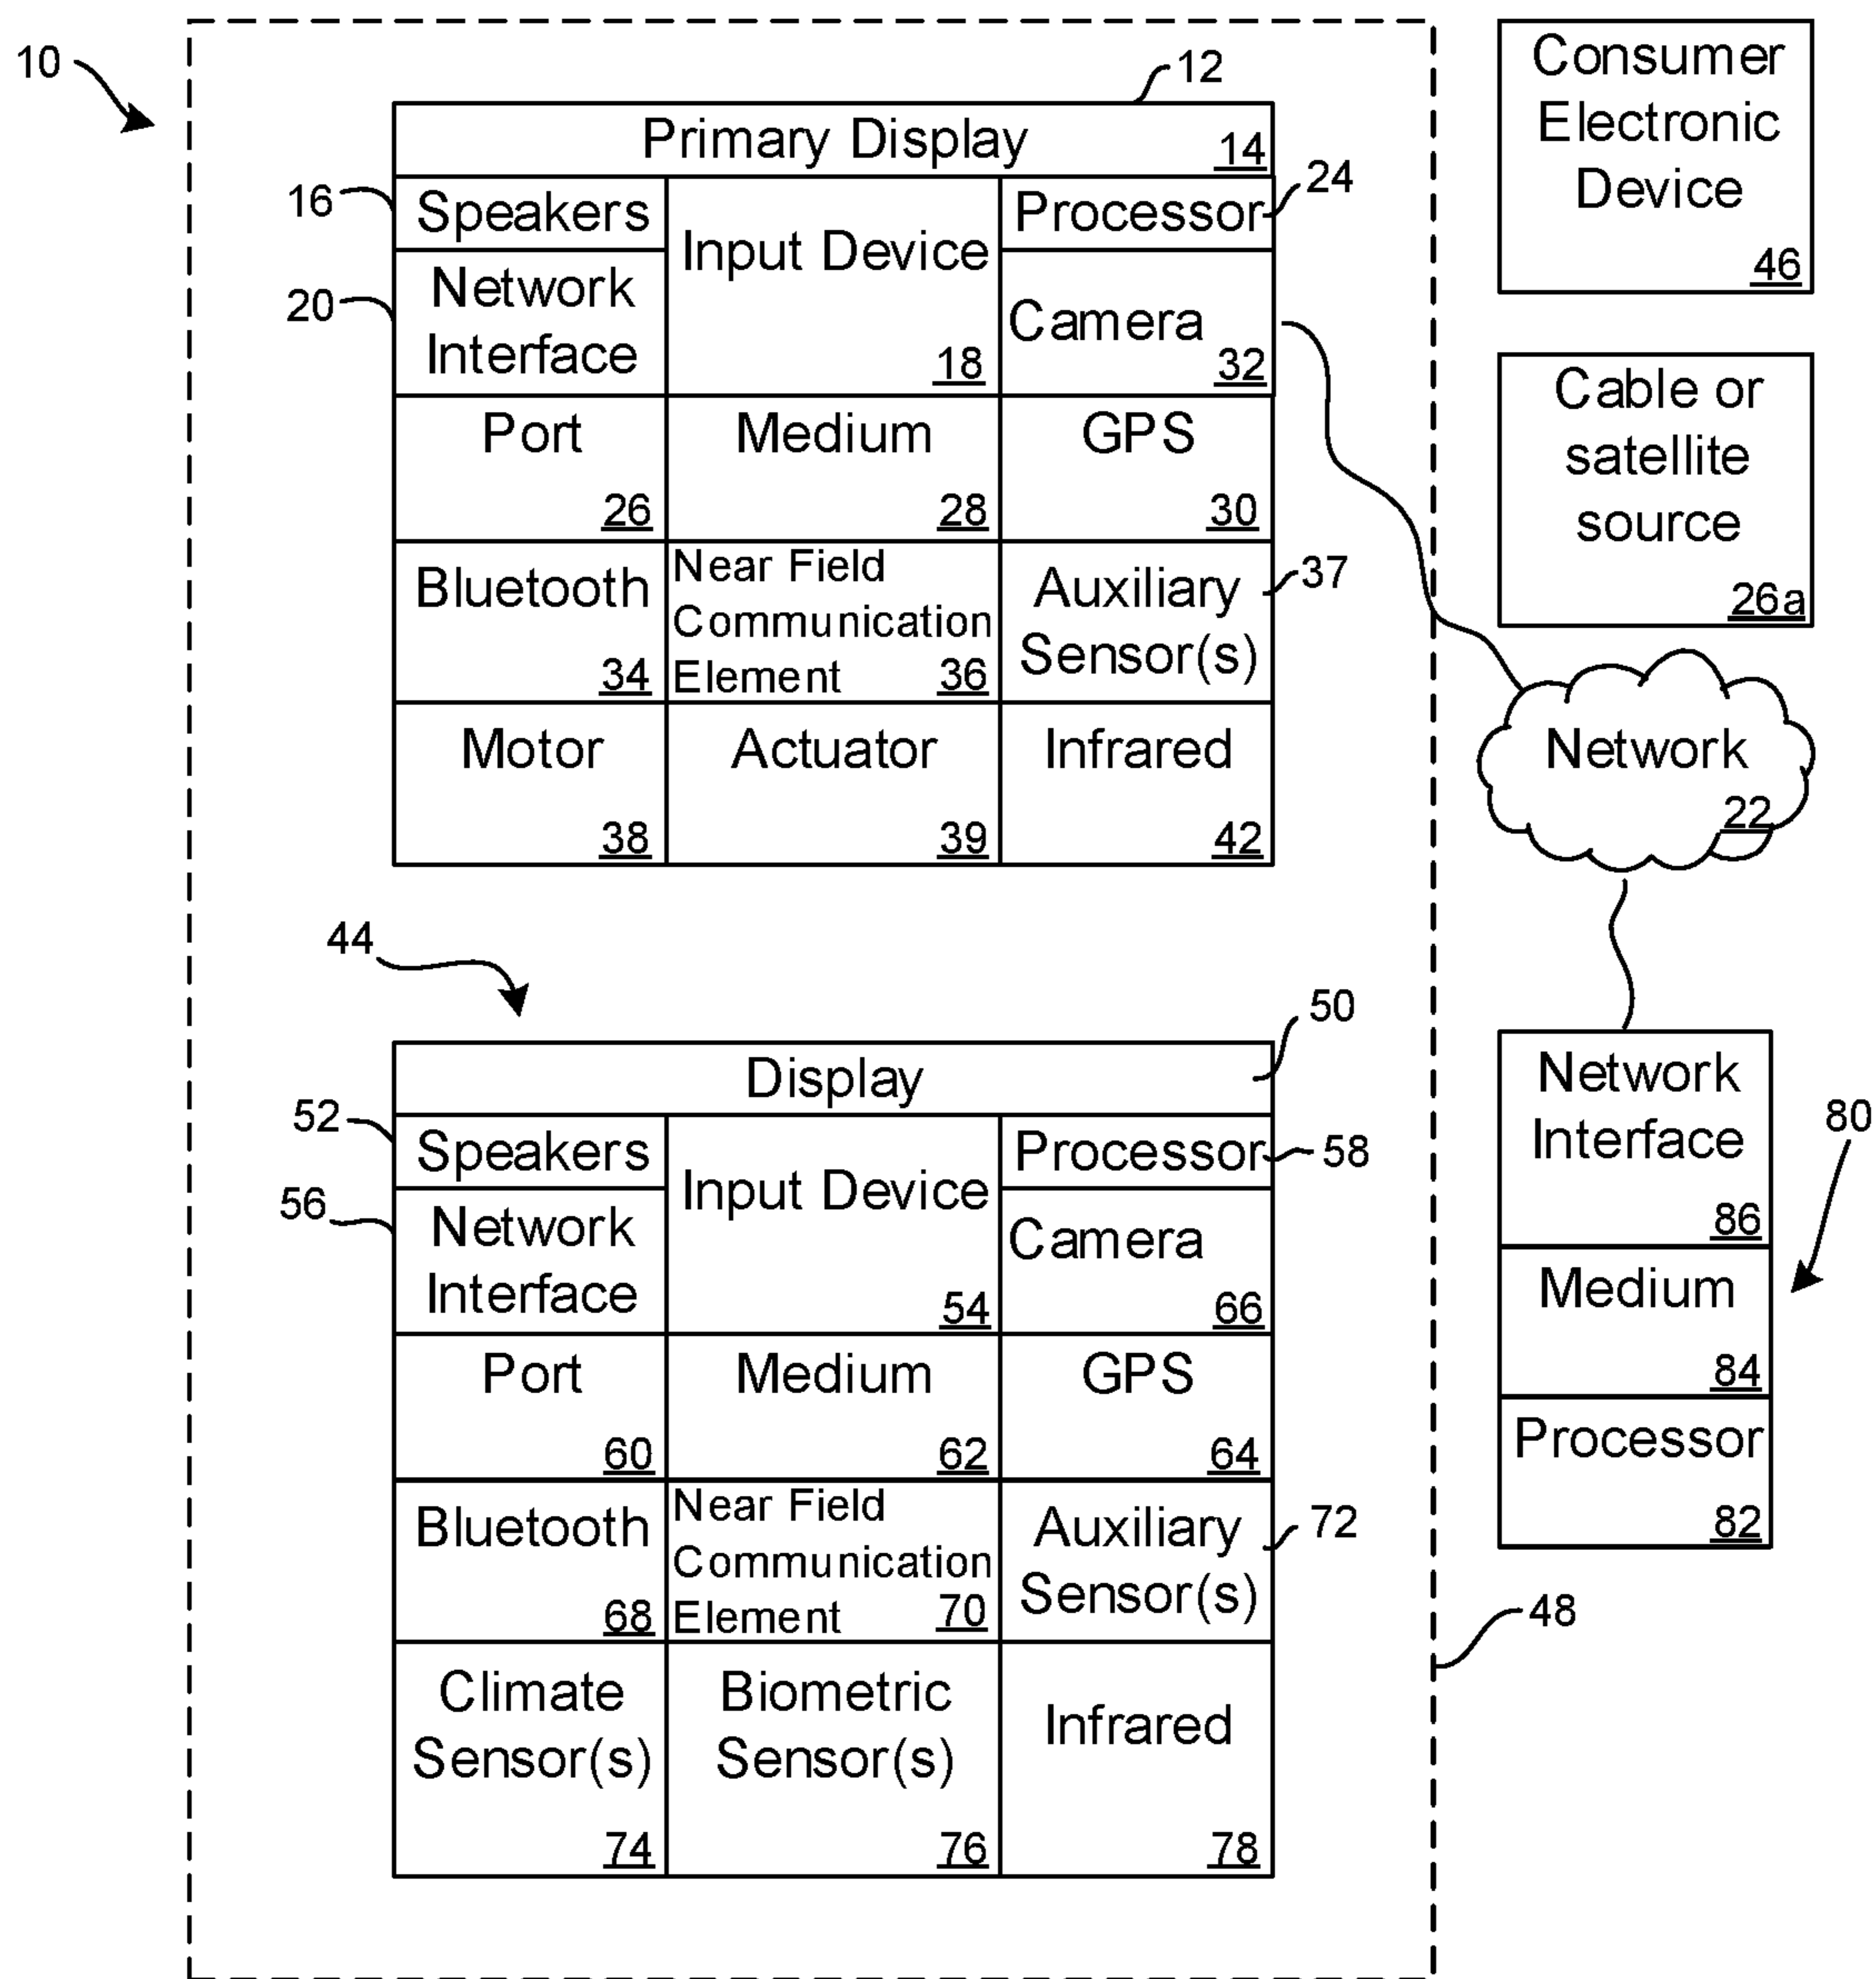 10
12
Primary Display
14
16
Speakers
Input Device
18
Processor
24
20
Network
Interface
Camera
32
Port
26
Medium
28
GPS
30
Bluetooth
34
Near Field
Communication
Element
36
Auxiliary
Sensor(s)
37
Motor
38
Actuator
39
Infrared
42
Consumer
Electronic
Device
46
Cable or
satellite
source
26a
Network
22
44
50
Display
52
Speakers
Input Device
54
Processor
58
56
Network
Interface
Camera
66
Port
60
Medium
62
GPS
64
Bluetooth
68
Near Field
Communication
Element
70
Auxiliary
Sensor(s)
72
Climate
Sensor(s)
74
Biometric
Sensor(s)
76
Infrared
78
Network
Interface
86
80
Medium
84
Processor
82
48